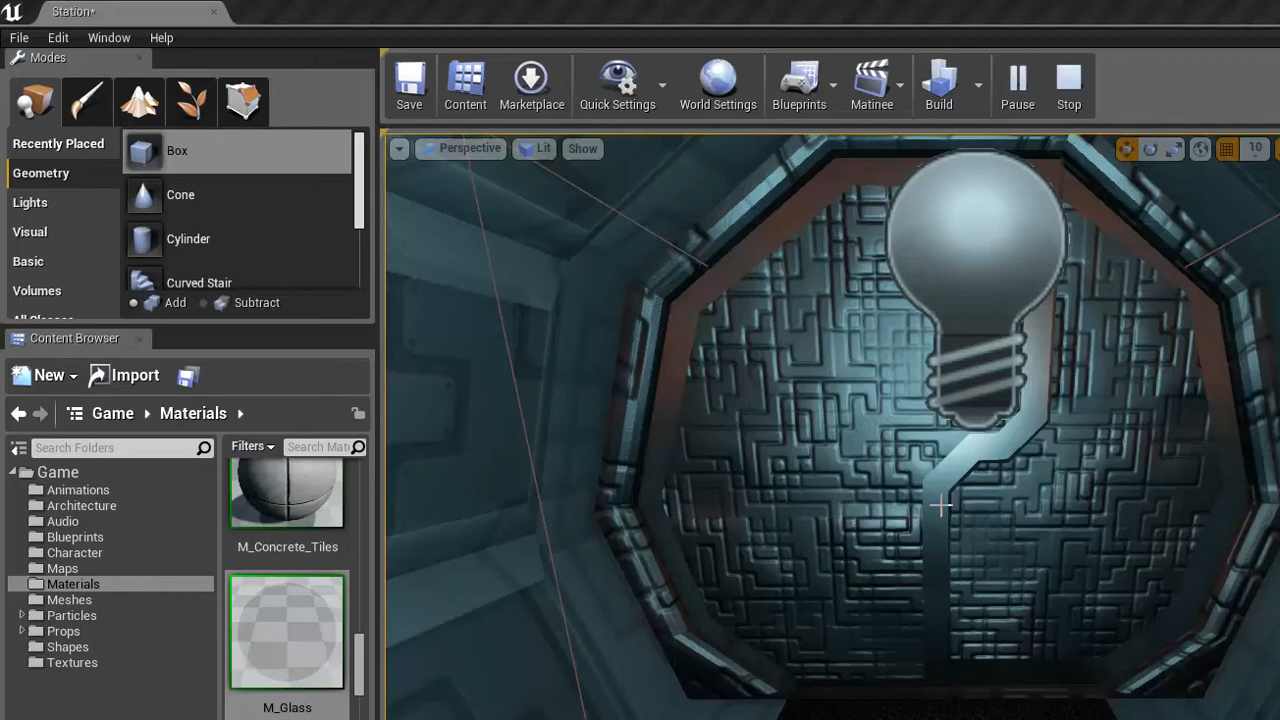 Station*
File Edit Window Help
Modes
Save Content Marketplace Quick Settings World Settings Blueprints Matinee Build Pause Stop
Recently Placed
Geometry
Lights
Visual
Basic
Volumes
Box
Cone
Cylinder
Curved Stair
Add Subtract
Perspective Lit Show
10
Content Browser
New Import
Game Materials
Search Folders
Filters Search Mat
Game
Animations
Architecture
Audio
Blueprints
Character
Maps
Materials
Meshes
Particles
Props
Shapes
Textures
M_Concrete_Tiles
M_Glass